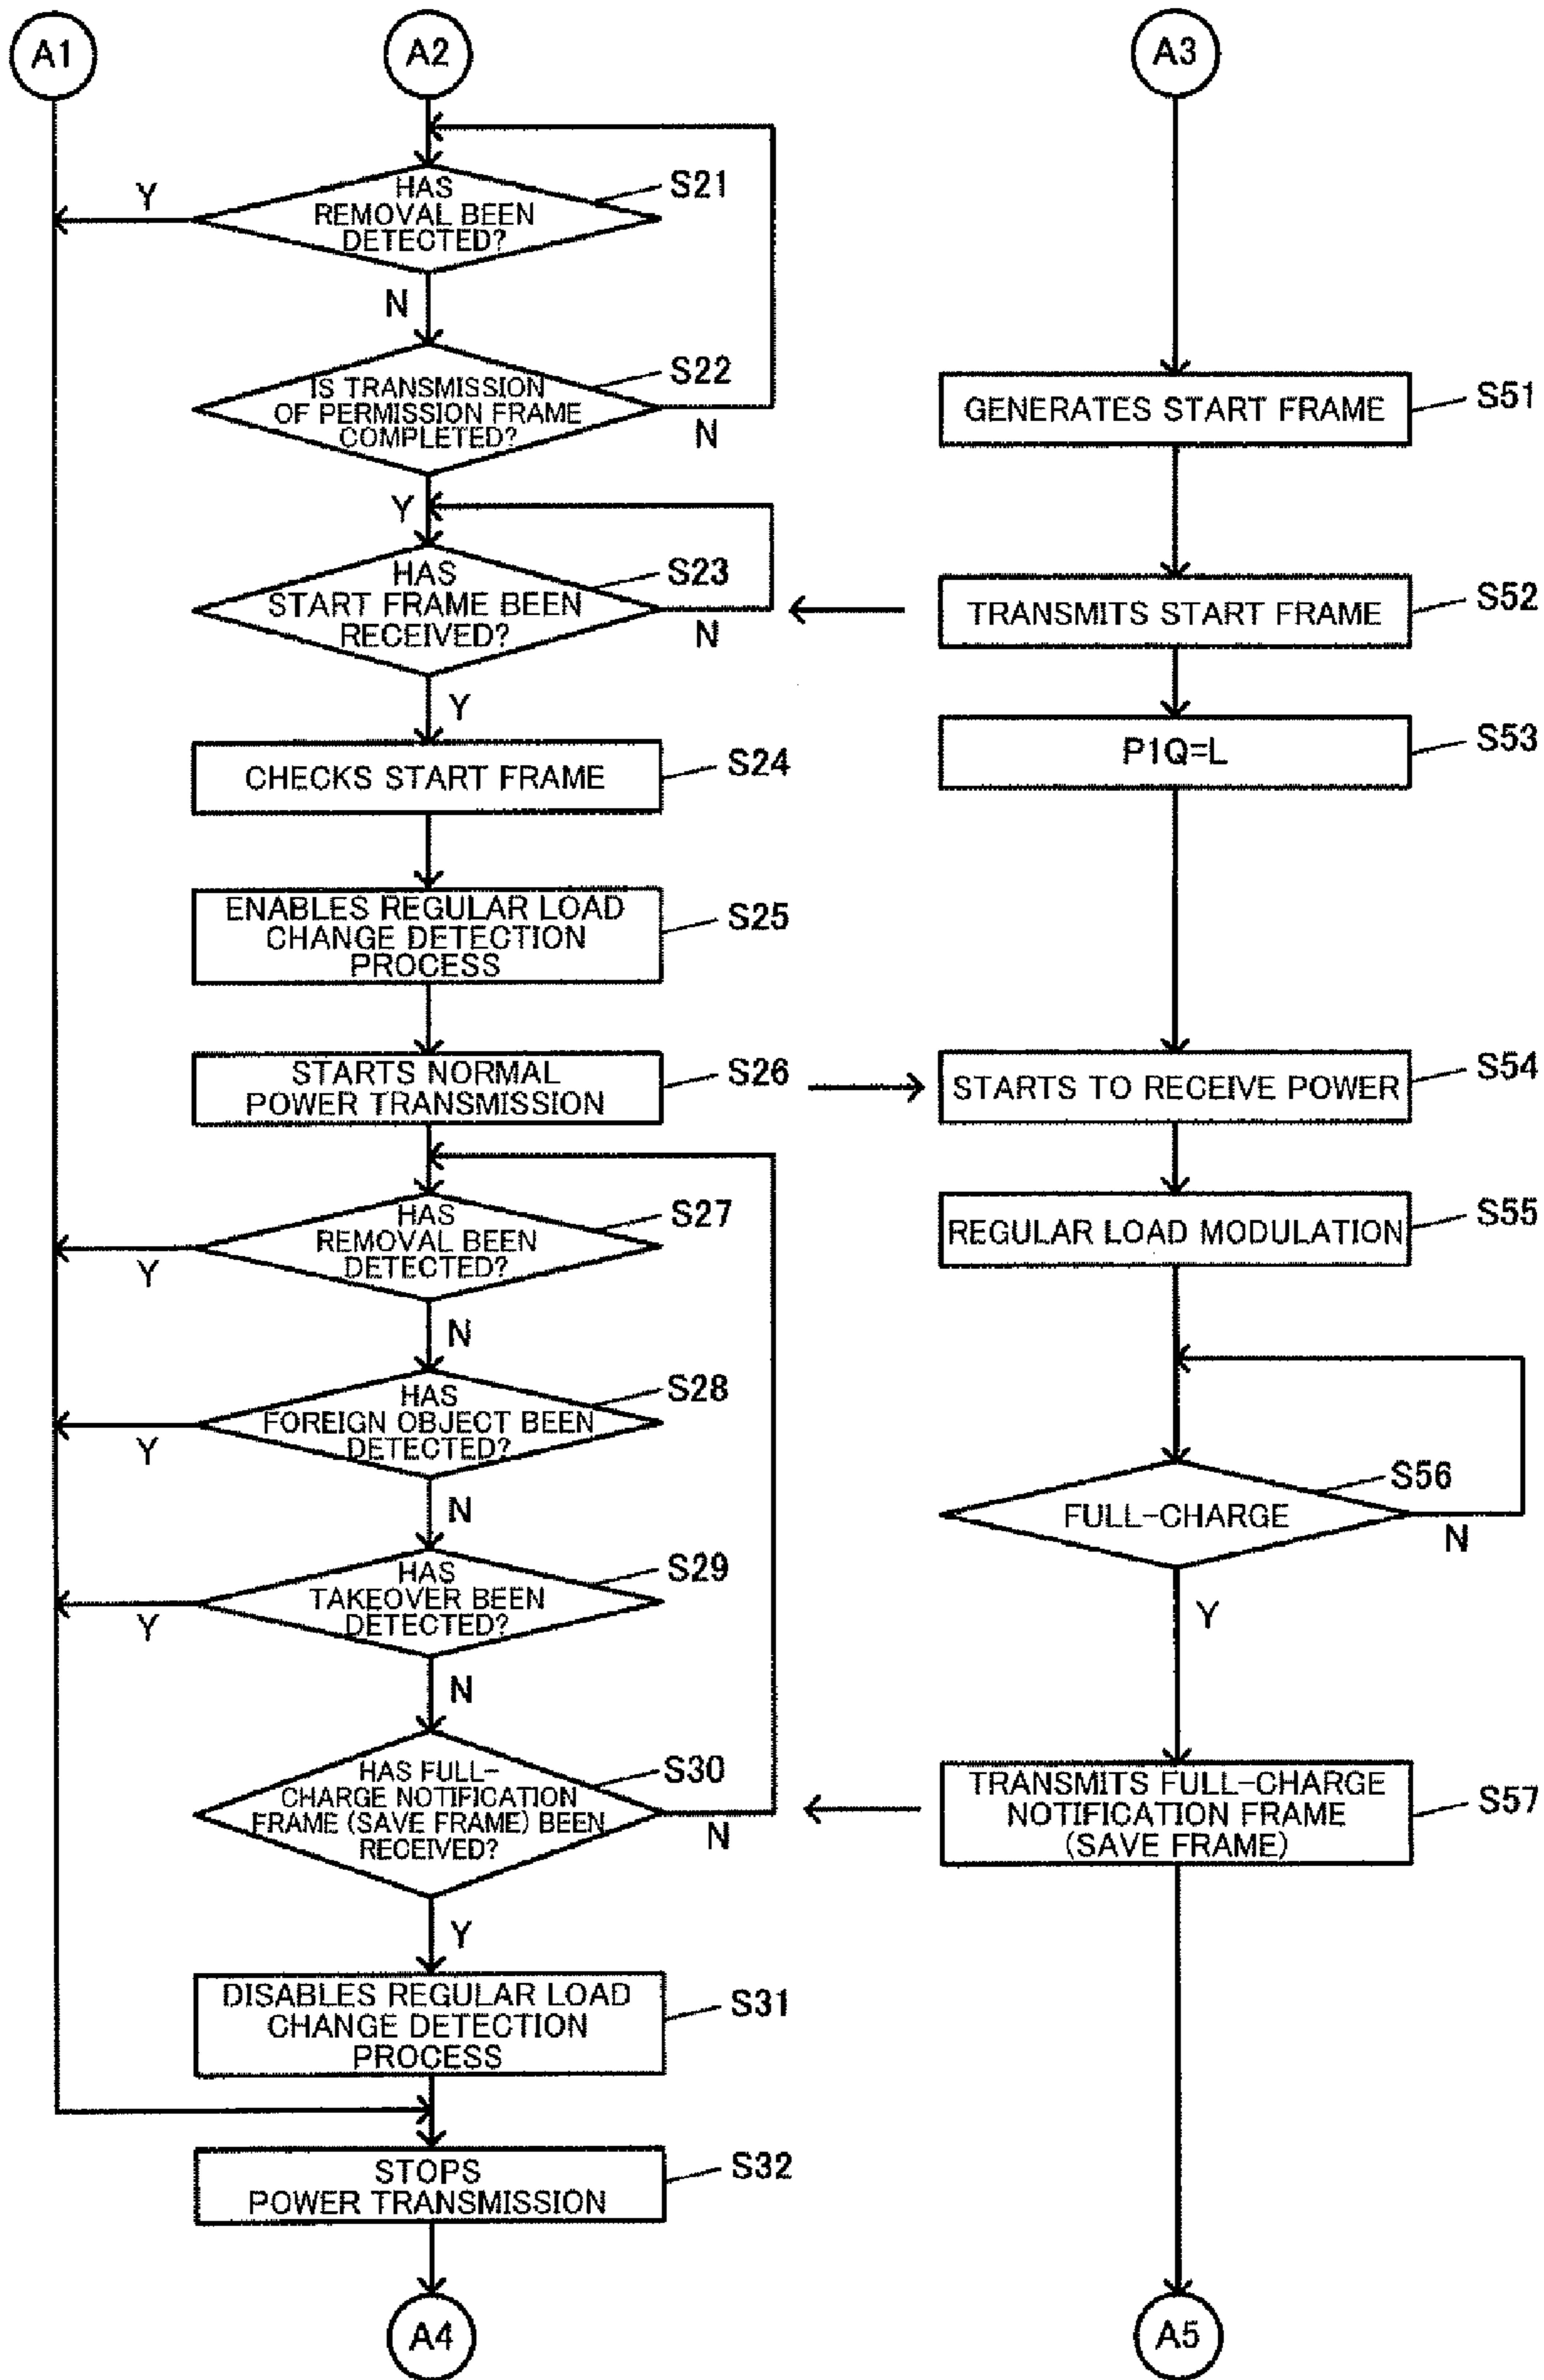 A1
A2
A3
HAS
REMOVAL BEEN
DETECTED?
S21
Y
N
IS TRANSMISSION
OF PERMISSION FRAME
COMPLETED?
S22
N
Y
GENERATES START FRAME
S51
HAS
START FRAME BEEN
RECEIVED?
S23
N
Y
TRANSMITS START FRAME
S52
P1Q=L
S53
CHECKS START FRAME
S24
ENABLES REGULAR LOAD
CHANGE DETECTION
PROCESS
S25
STARTS NORMAL
POWER TRANSMISSION
S26
STARTS TO RECEIVE POWER
S54
HAS
REMOVAL BEEN
DETECTED?
S27
Y
N
REGULAR LOAD MODULATION
S55
HAS
FOREIGN OBJECT BEEN
DETECTED?
S28
Y
N
FULL-CHARGE
S56
N
Y
HAS
TAKEOVER BEEN
DETECTED?
S29
Y
N
HAS FULL-
CHARGE NOTIFICATION
FRAME (SAVE FRAME) BEEN
RECEIVED?
S30
N
Y
TRANSMITS FULL-CHARGE
NOTIFICATION FRAME
(SAVE FRAME)
S57
DISABLES REGULAR LOAD
CHANGE DETECTION
PROCESS
S31
STOPS
POWER TRANSMISSION
S32
A4
A5